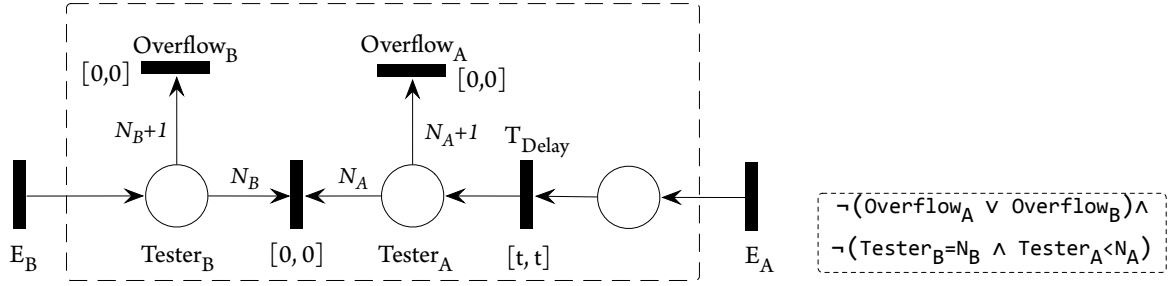 Overflow_B
Overflow_A
[0,0]
[0,0]
N_B+1
N_A+1
T_Delay
N_B
N_A
E_B
Tester_B
[0, 0]
Tester_A
[t, t]
E_A
¬(Overflow_A ∨ Overflow_B)∧
¬(Tester_B=N_B ∧ Tester_A<N_A)